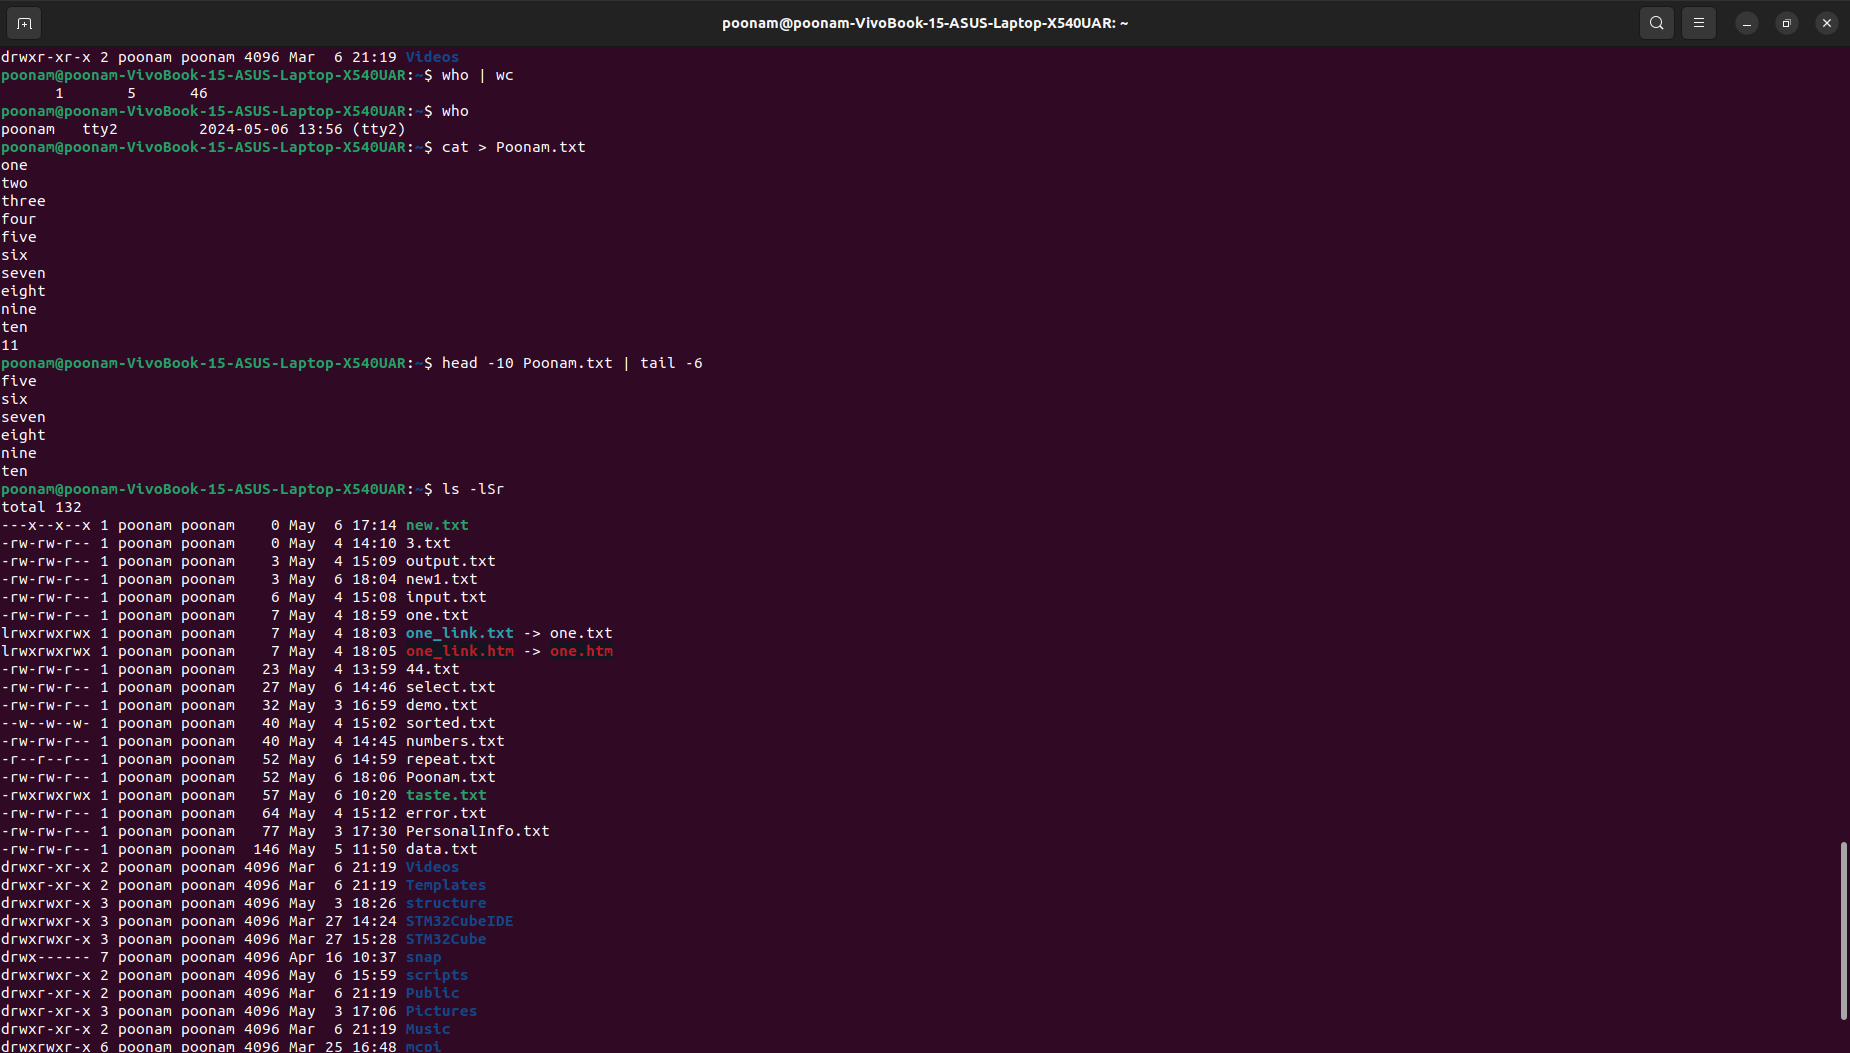 poonam@poonam-VivoBook-15-ASUS-Laptop-X540UAR: ~
drwxr-xr-x 2 poonam poonam 4096 Mar  6 21:19 Videos
poonam@poonam-VivoBook-15-ASUS-Laptop-X540UAR:~$ who | wc
      1       5      46
poonam@poonam-VivoBook-15-ASUS-Laptop-X540UAR:~$ who
poonam   tty2         2024-05-06 13:56 (tty2)
poonam@poonam-VivoBook-15-ASUS-Laptop-X540UAR:~$ cat > Poonam.txt
one
two
three
four
five
six
seven
eight
nine
ten
11
poonam@poonam-VivoBook-15-ASUS-Laptop-X540UAR:~$ head -10 Poonam.txt | tail -6
five
six
seven
eight
nine
ten
poonam@poonam-VivoBook-15-ASUS-Laptop-X540UAR:~$ ls -lSr
total 132
---x--x--x 1 poonam poonam    0 May  6 17:14 new.txt
-rw-rw-r-- 1 poonam poonam    0 May  4 14:10 3.txt
-rw-rw-r-- 1 poonam poonam    3 May  4 15:09 output.txt
-rw-rw-r-- 1 poonam poonam    3 May  6 18:04 new1.txt
-rw-rw-r-- 1 poonam poonam    6 May  4 15:08 input.txt
-rw-rw-r-- 1 poonam poonam    7 May  4 18:59 one.txt
lrwxrwxrwx 1 poonam poonam    7 May  4 18:03 one_link.txt -> one.txt
lrwxrwxrwx 1 poonam poonam    7 May  4 18:05 one_link.htm -> one.htm
-rw-rw-r-- 1 poonam poonam   23 May  4 13:59 44.txt
-rw-rw-r-- 1 poonam poonam   27 May  6 14:46 select.txt
-rw-rw-r-- 1 poonam poonam   32 May  3 16:59 demo.txt
--w--w--w- 1 poonam poonam   40 May  4 15:02 sorted.txt
-rw-rw-r-- 1 poonam poonam   40 May  4 14:45 numbers.txt
-r--r--r-- 1 poonam poonam   52 May  6 14:59 repeat.txt
-rw-rw-r-- 1 poonam poonam   52 May  6 18:06 Poonam.txt
-rwxrwxrwx 1 poonam poonam   57 May  6 10:20 taste.txt
-rw-rw-r-- 1 poonam poonam   64 May  4 15:12 error.txt
-rw-rw-r-- 1 poonam poonam   77 May  3 17:30 PersonalInfo.txt
-rw-rw-r-- 1 poonam poonam  146 May  5 11:50 data.txt
drwxr-xr-x 2 poonam poonam 4096 Mar  6 21:19 Videos
drwxr-xr-x 2 poonam poonam 4096 Mar  6 21:19 Templates
drwxrwxr-x 3 poonam poonam 4096 May  3 18:26 structure
drwxrwxr-x 3 poonam poonam 4096 Mar 27 14:24 STM32CubeIDE
drwxrwxr-x 3 poonam poonam 4096 Mar 27 15:28 STM32Cube
drwx------ 7 poonam poonam 4096 Apr 16 10:37 snap
drwxrwxr-x 2 poonam poonam 4096 May  6 15:59 scripts
drwxr-xr-x 2 poonam poonam 4096 Mar  6 21:19 Public
drwxr-xr-x 3 poonam poonam 4096 May  3 17:06 Pictures
drwxr-xr-x 2 poonam poonam 4096 Mar  6 21:19 Music
drwxrwxr-x 6 poonam poonam 4096 Mar 25 16:48